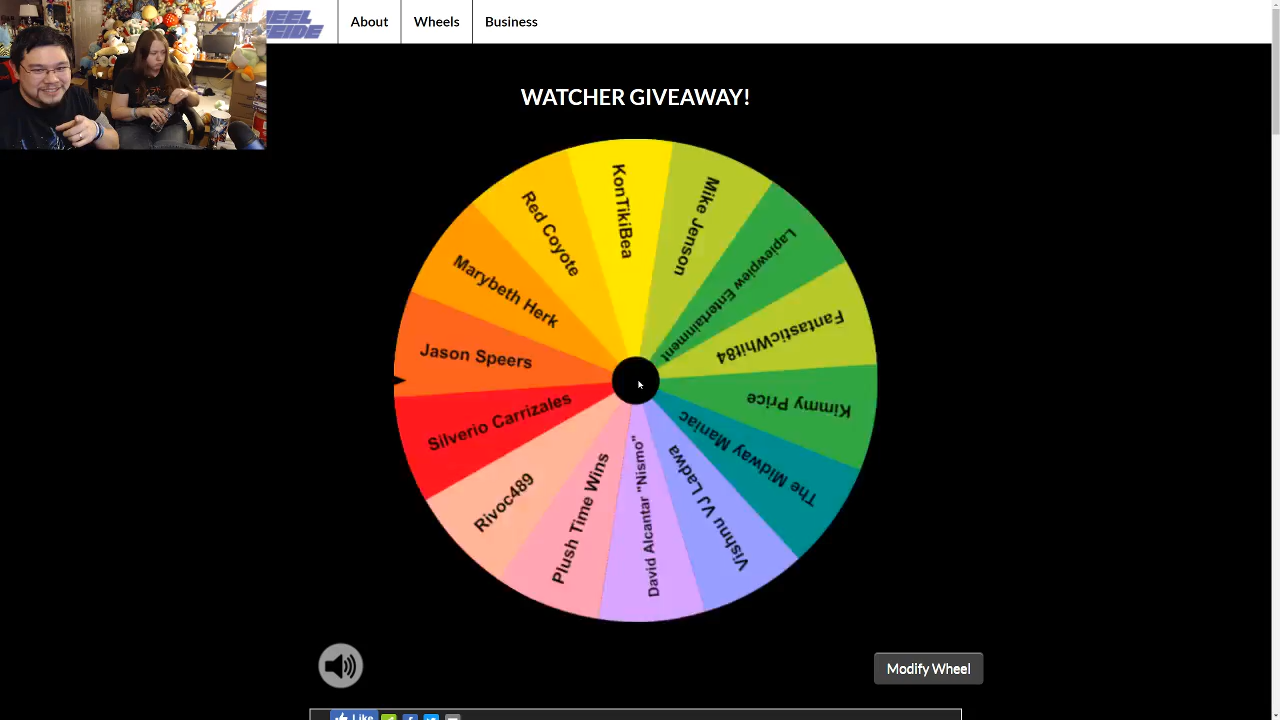 About
Wheels
Business
WATCHER GIVEAWAY!
KonTikiBea
Mike Jenson
Lapiewpiew Entertainment
FantasticWhit84
Kimmy Price
The Midway Maniac
Vishnu VJ Ladwa
David Alcantar "Nismo"
Plush Time Wins
Rivoc489
Silverio Carrizales
Jason Speers
Marybeth Herk
Red Coyote
Modify Wheel
Like